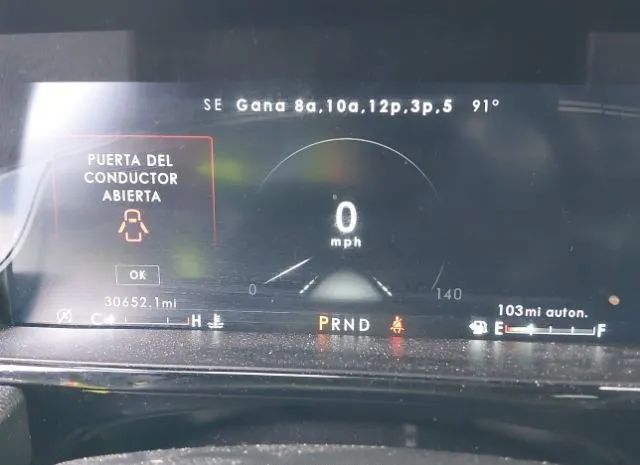 SE Gana 8a,10a,12p,3p,5 91°
PUERTA DEL
CONDUCTOR
ABIERTA
OK
0
mph
0
140
30652.1mi
103mi auton.
C H
PRND
E F